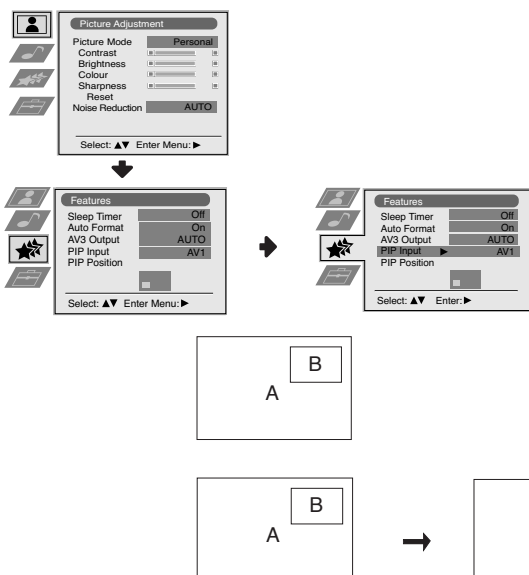 Picture Adjustment
Picture Mode Personal
Contrast
Brightness
Colour
Sharpness
Reset
Noise Reduction AUTO
Select: ▲▼ Enter Menu: ▶
Features
Sleep Timer Off
Auto Format On
AV3 Output AUTO
PIP Input AV1
PIP Position
Select: ▲▼ Enter Menu: ▶
Features
Sleep Timer Off
Auto Format On
AV3 Output AUTO
PIP Input ▶ AV1
PIP Position
Select: ▲▼ Enter: ▶
B
A
B
A